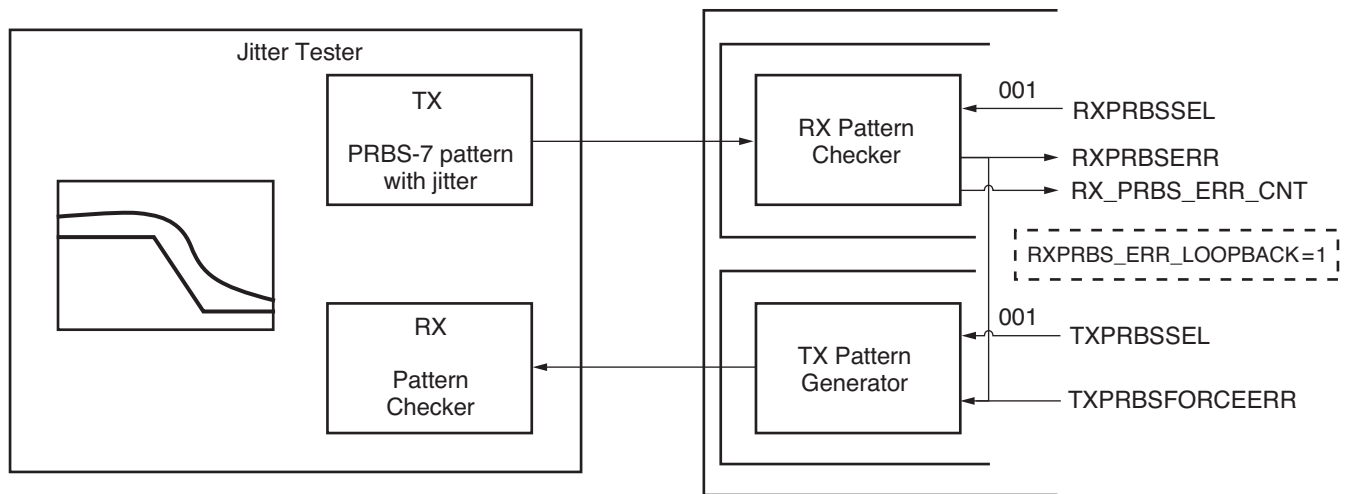 Jitter Tester
TX
PRBS-7 pattern
with jitter
RX
Pattern
Checker
RX Pattern
Checker
001
RXPRBSSEL
RXPRBSERR
RX_PRBS_ERR_CNT
RXPRBS_ERR_LOOPBACK=1
TX Pattern
Generator
001
TXPRBSSEL
TXPRBSFORCEERR